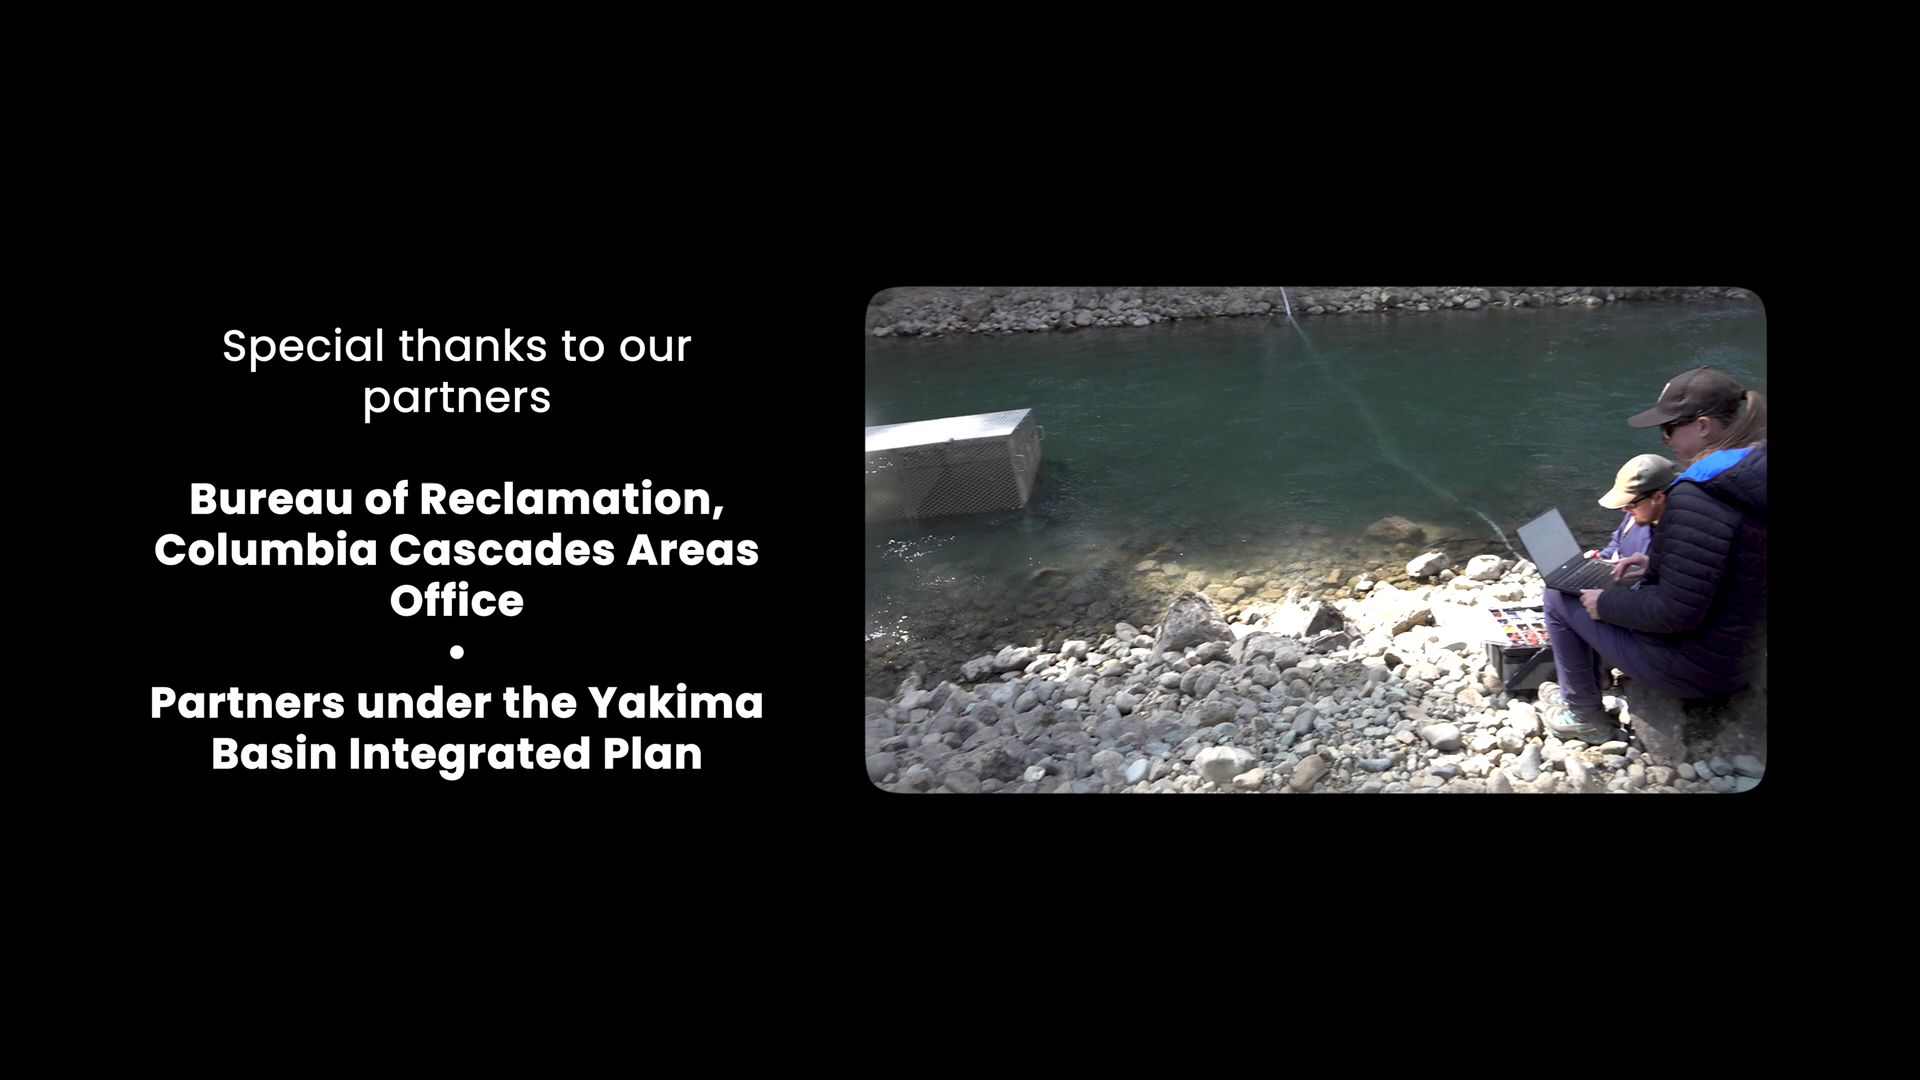 Special thanks to our
partners
Bureau of Reclamation,
Columbia Cascades Areas
Office
•
Partners under the Yakima
Basin Integrated Plan